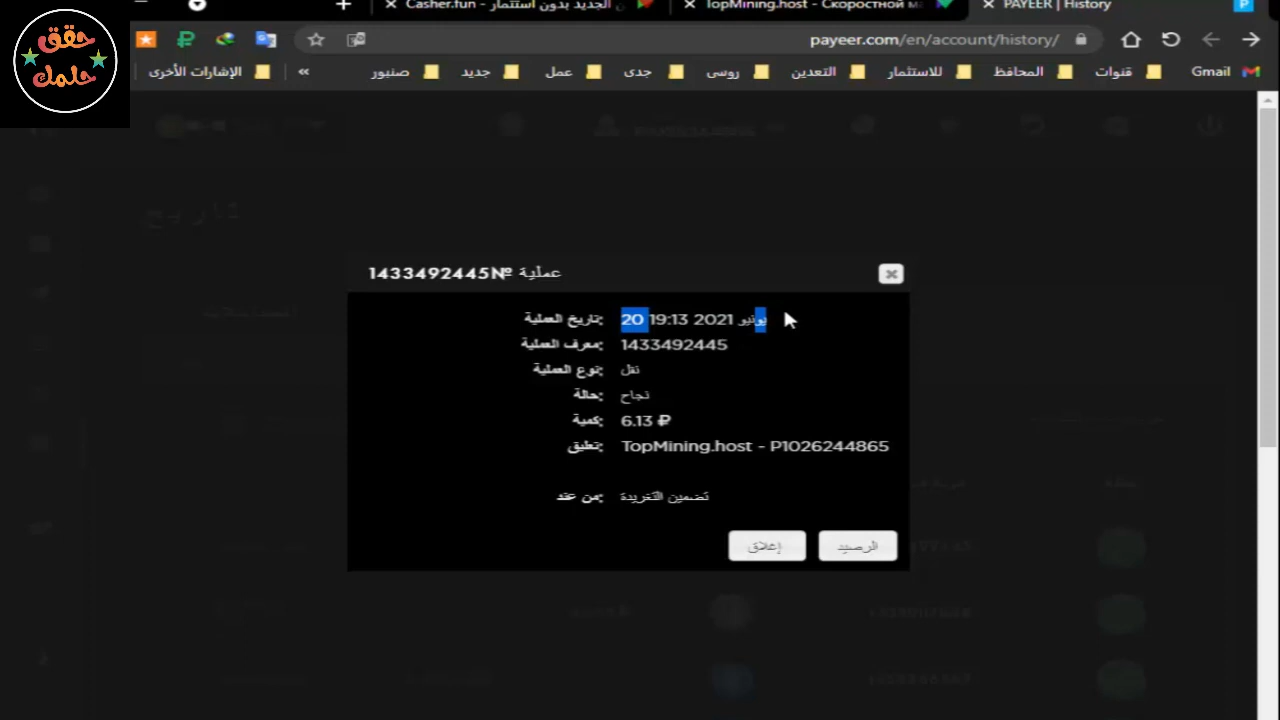 حقق
حلمك
Casher.fun - الجديد بدون استثمار
TopMining.host - Скоростной
PAYEER | History
payeer.com/en/account/history/
Gmail
قنوات
المحافظ
للاستثمار
التعدين
روسى
جدى
عمل
جديد
صنبور
»
الإشارات الأخرى
تاريخ
عملية №1433492445
تاريخ العملية: 20 يونيو 2021 19:13
معرف العملية: 1433492445
نوع العملية: نقل
حالة: نجاح
كمية: 6.13 ₽
تعليق: TopMining.host - P1026244865
من عند: تضمين التغريدة
الرصيد
إغلاق